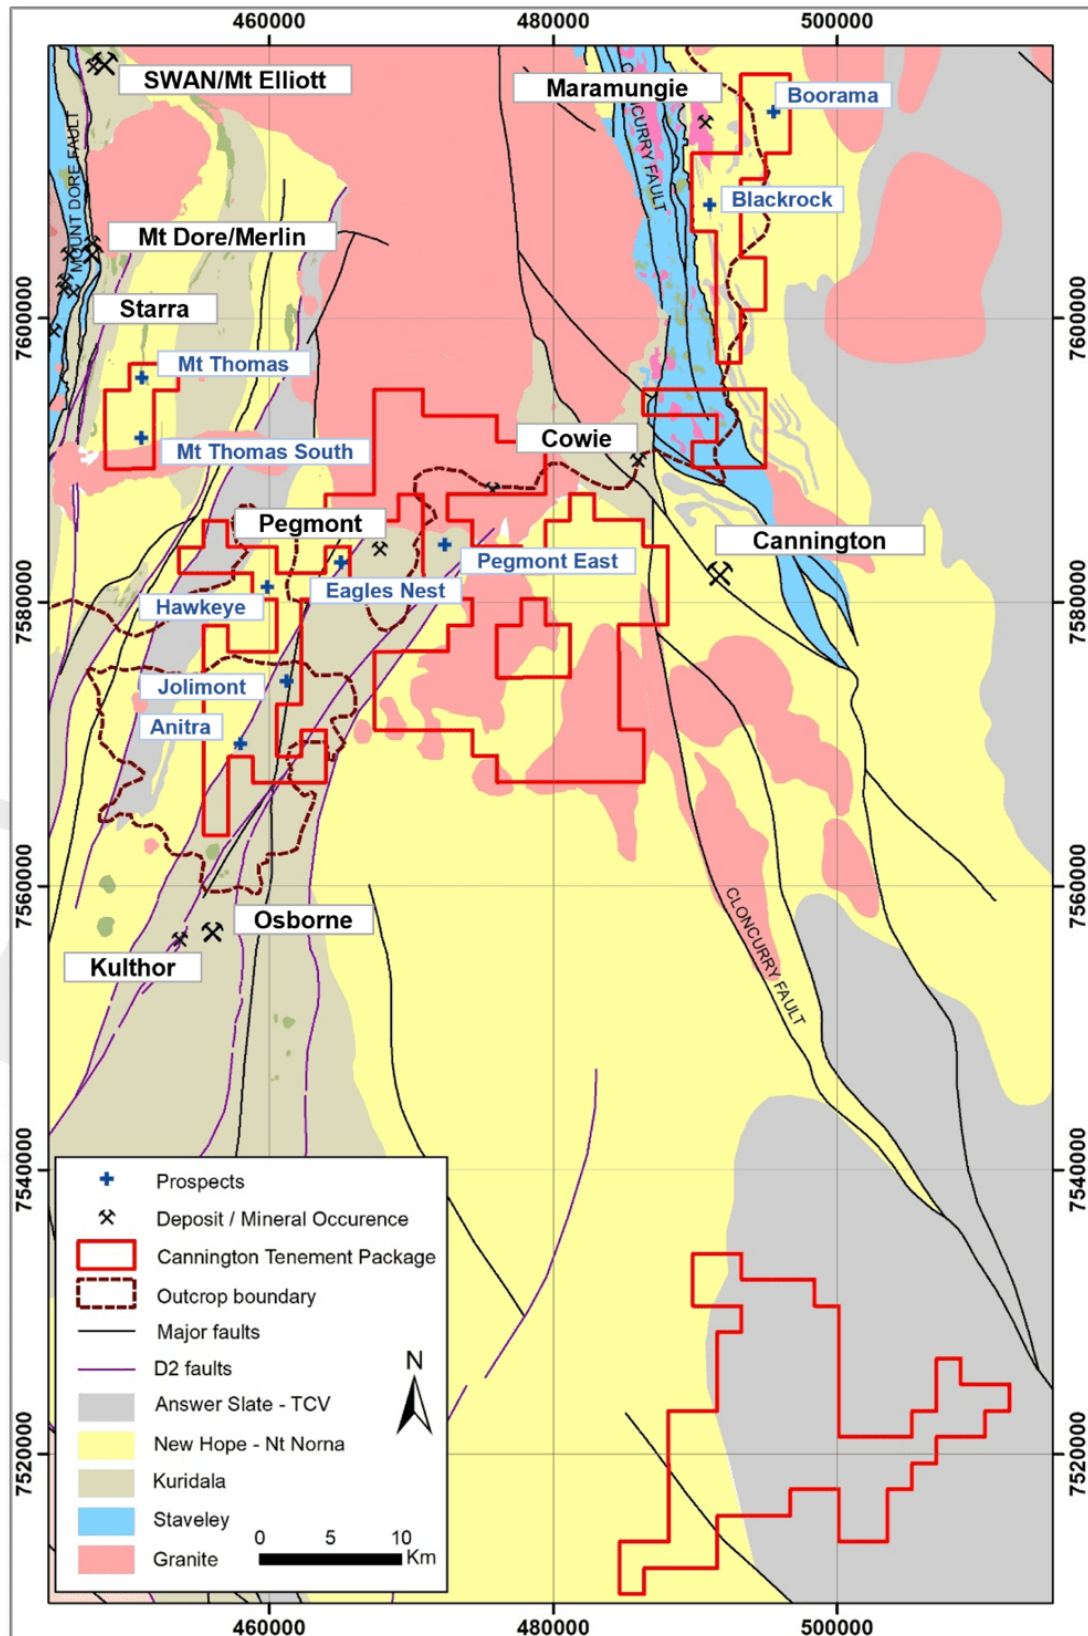 460000
480000
500000
SWAN/Mt Elliott
Maramungie
Boorama
MOUNT DORE FAULT
CLONCURRY FAULT
Blackrock
Mt Dore/Merlin
7600000
Starra
7600000
Mt Thomas
Mt Thomas South
Cowie
Pegmont
Cannington
Pegmont East
Eagles Nest
7580000
Hawkeye
7580000
Jolimont
Anitra
7560000
7560000
CLONCURRY FAULT
Osborne
Kulthor
7540000
7540000
Prospects
Deposit / Mineral Occurence
Cannington Tenement Package
Outcrop boundary
Major faults
N
D2 faults
Answer Slate - TCV
New Hope - Nt Norna
7520000
7520000
Kuridala
Staveley
0 5 10
Km
Granite
460000
480000
500000